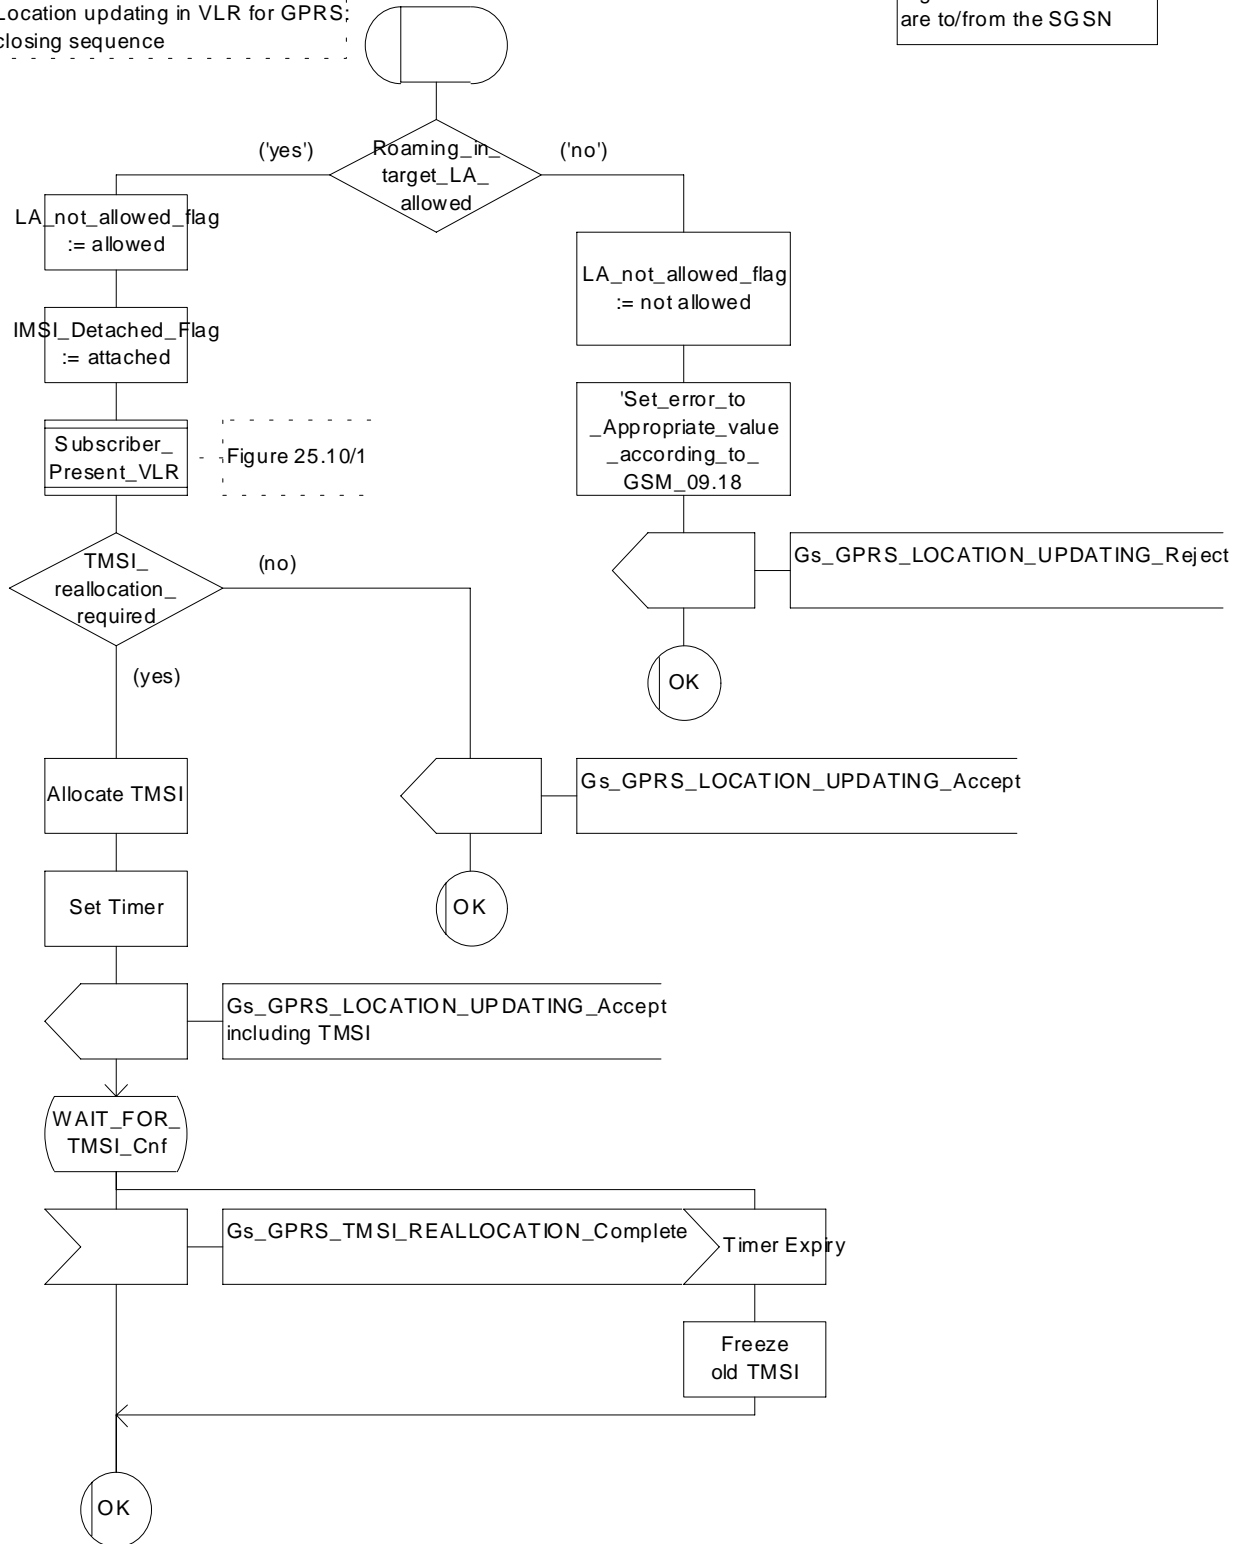 Location updating in VLR for GPRS;
closing sequence
are to/from the SGSN
('yes')
Roaming_in_
target_LA_
allowed
('no')
LA_not_allowed_flag
:= allowed
LA_not_allowed_flag
:= not allowed
IMSI_Detached_Flag
:= attached
'Set_error_to
_Appropriate_value
_according_to_
GSM_09.18
Subscriber_
Present_VLR
Figure 25.10/1
Gs_GPRS_LOCATION_UPDATING_Reject
TMSI_
reallocation_
required
(no)
(yes)
OK
Allocate TMSI
Gs_GPRS_LOCATION_UPDATING_Accept
Set Timer
OK
Gs_GPRS_LOCATION_UPDATING_Accept
including TMSI
WAIT_FOR_
TMSI_Cnf
Gs_GPRS_TMSI_REALLOCATION_Complete
Timer Expiry
Freeze
old TMSI
OK